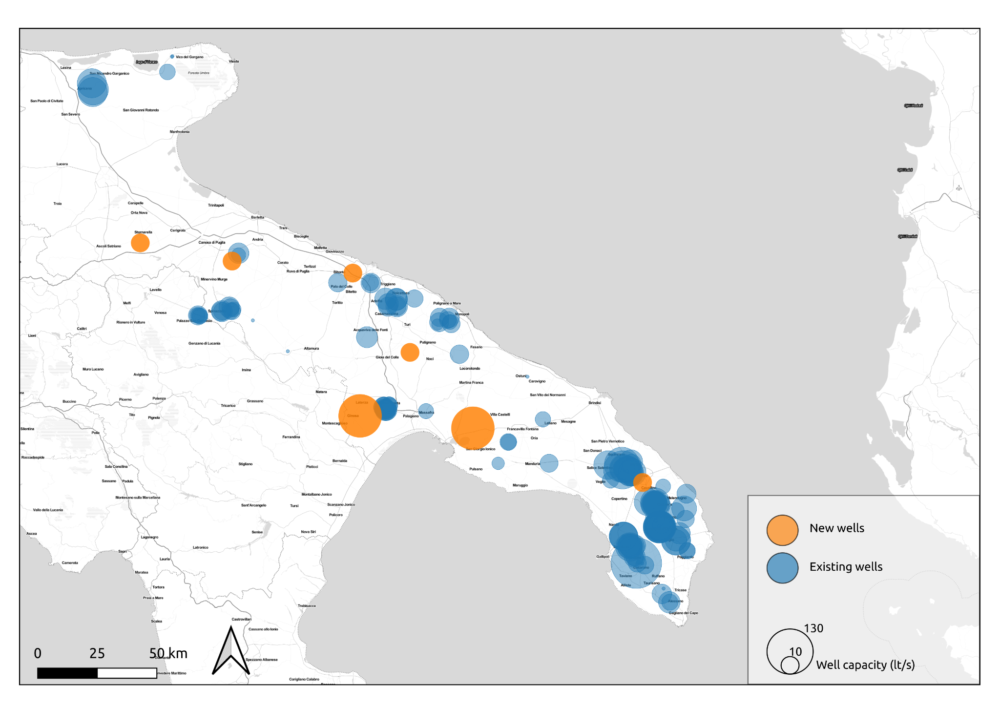 Vico del Gargano
Vieste
Lesina
Lago di Varano
San Nicandro Garganico
Foresta Umbra
Apricena
San Paolo di Civitate
San Giovanni Rotondo
San Severo
Manfredonia
Lucera
Troia
Carapelle
Trinitapoli
Orta Nova
Barletta
Trani
Stornarella
Cerignola
Bisceglie
Ascoli Satriano
Canosa di Puglia
Andria
Molfetta
Giovinazzo
Corato
Terlizzi
Ruvo di Puglia
Bitonto
Minervino Murge
Palo del Colle
Triggiano
Lavello
Bitetto
Noicattaro
Melfi
Toritto
Polignano a Mare
Venosa
Casamassima
Monopoli
Rionero in Vulture
Turi
Calitri
Acquaviva delle Fonti
Lioni
Genzano di Lucania
Putignano
Altamura
Fasano
Gioia del Colle
Noci
Muro Lucano
Irsina
Locorotondo
Avigliano
Ostuni
Carovigno
Martina Franca
Matera
San Vito dei Normanni
Buccino
Picerno
Potenza
Grassano
Laterza
Brindisi
Tricarico
Tito
Pignola
Ginosa
Palagiano
Massafra
Villa Castelli
Latiano
Mesagne
Silentina
Polla
Francavilla Fontana
Ferrandina
Oria
San Pietro Vernotico
San Giorgio Ionico
San Donaci
Roccadaspide
Squinzano
Bernalda
Stigliano
Manduria
Sala Consilina
Pisticci
Pulsano
Veglie
Sassano
Padula
Maruggio
Cavallino
Montalbano Jonico
Montesano sulla Marcellana
Copertino
Melendugno
Sant'Arcangelo
Tursi
Scanzano Jonico
Vallo della Lucania
Policoro
Ascea
Senise
Nova Siri
Lagonegro
Latronico
Sapri
Lauria
Gallipoli
Poggiardo
Camerota
Casarano
Maratea
Taviano
Ruffano
Tortora
Alliste
Taurisano
Tricase
Praia a Mare
Alessano
Trebisacce
Gagliano del Capo
Scalea
Castrovillari
Cassano allo Ionio
Spezzano Albanese
Corigliano Calabro
New wells
Existing wells
130
10
Well capacity (lt/s)
0 25 50 km